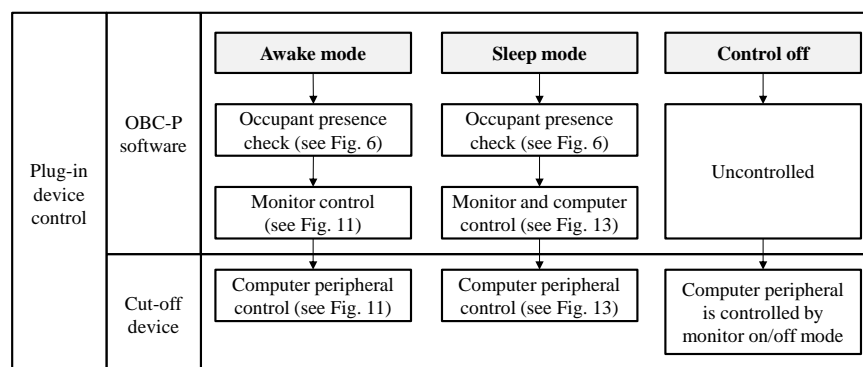 Plug-in
device
control
OBC-P
software
Awake mode
Sleep mode
Control off
Occupant presence
check (see Fig. 6)
Occupant presence
check (see Fig. 6)
Uncontrolled
Monitor control
(see Fig. 11)
Monitor and computer
control (see Fig. 13)
Cut-off
device
Computer peripheral
control (see Fig. 11)
Computer peripheral
control (see Fig. 13)
Computer peripheral
is controlled by
monitor on/off mode